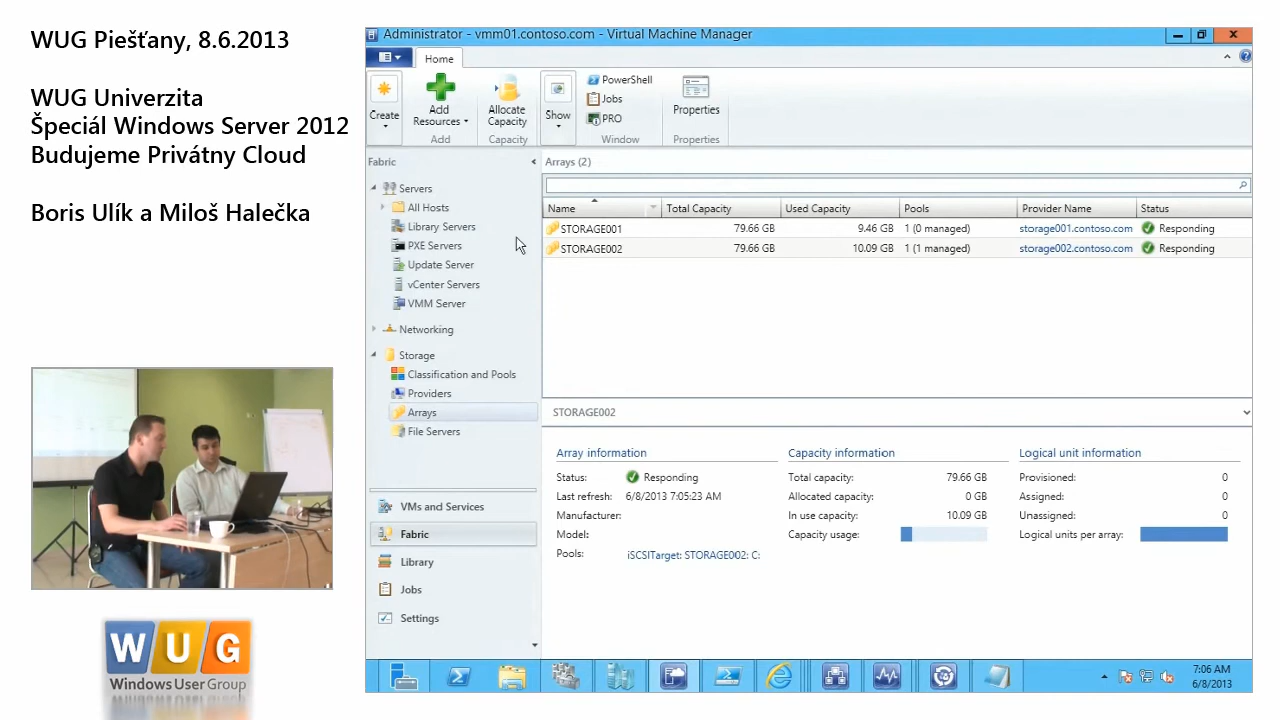 WUG Piešťany, 8.6.2013
WUG Univerzita
Špeciál Windows Server 2012
Budujeme Privátny Cloud
Boris Ulík a Miloš Halečka
WUG
Windows User Group
Administrator - vmm01.contoso.com - Virtual Machine Manager
Home
Create
Add Resources
Allocate Capacity
Show
PowerShell
Jobs
PRO
Properties
Add
Capacity
Window
Properties
Fabric
Servers
All Hosts
Library Servers
PXE Servers
Update Server
vCenter Servers
VMM Server
Networking
Storage
Classification and Pools
Providers
Arrays
File Servers
VMs and Services
Fabric
Library
Jobs
Settings
Arrays (2)
Name Total Capacity Used Capacity Pools Provider Name Status
STORAGE001 79.66 GB 9.46 GB 1 (0 managed) storage001.contoso.com Responding
STORAGE002 79.66 GB 10.09 GB 1 (1 managed) storage002.contoso.com Responding
STORAGE002
Array information
Status: Responding
Last refresh: 6/8/2013 7:05:23 AM
Manufacturer:
Model:
Pools: iSCSITarget: STORAGE002: C:
Capacity information
Total capacity: 79.66 GB
Allocated capacity: 0 GB
In use capacity: 10.09 GB
Capacity usage:
Logical unit information
Provisioned: 0
Assigned: 0
Unassigned: 0
Logical units per array:
7:06 AM
6/8/2013